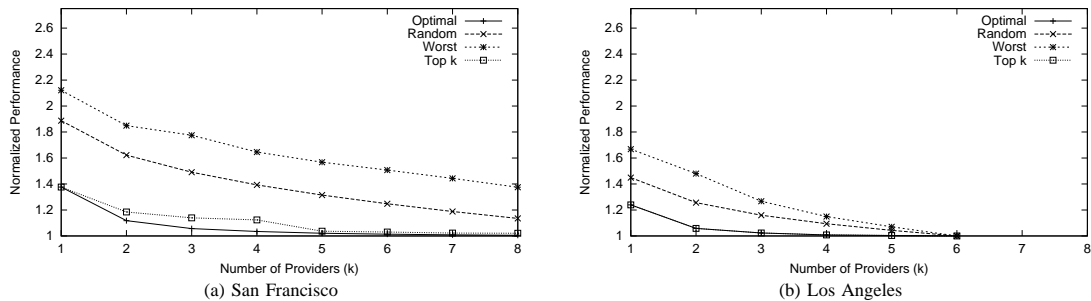 2.6
2.4
2.2
2
1.8
1.6
1.4
1.2
1
Normalized Performance
Optimal
Random
Worst
Top k
1 2 3 4 5 6 7 8
Number of Providers (k)
(a) San Francisco
2.6
2.4
2.2
2
1.8
1.6
1.4
1.2
1
Normalized Performance
Optimal
Random
Worst
Top k
1 2 3 4 5 6 7 8
Number of Providers (k)
(b) Los Angeles